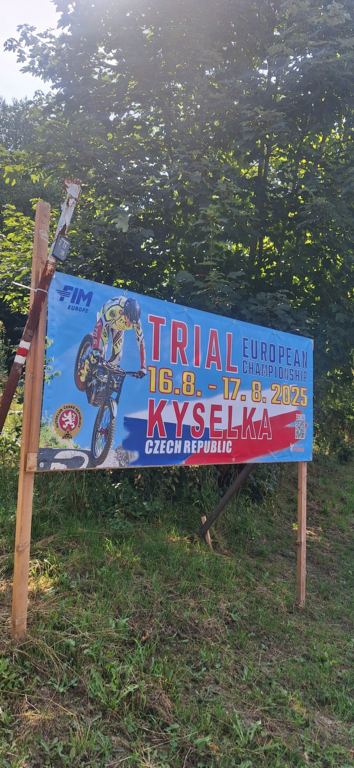 FIM
EUROPE
TRIAL
EUROPEAN
CHAMPIONSHIP
16.8. - 17.8.2025
KYSELKA
CZECH REPUBLIC